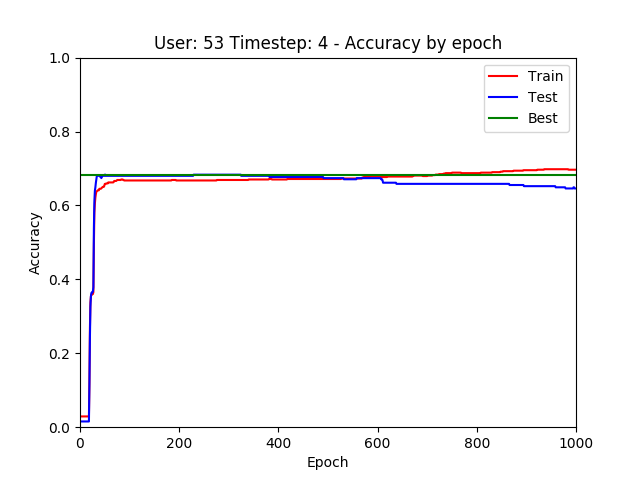 User: 53 Timestep: 4 - Accuracy by epoch
1.0
Train
Test
Best
0.8
0.6
Accuracy
0.4
0.2
0.0
0 200 400 600 800 1000
Epoch